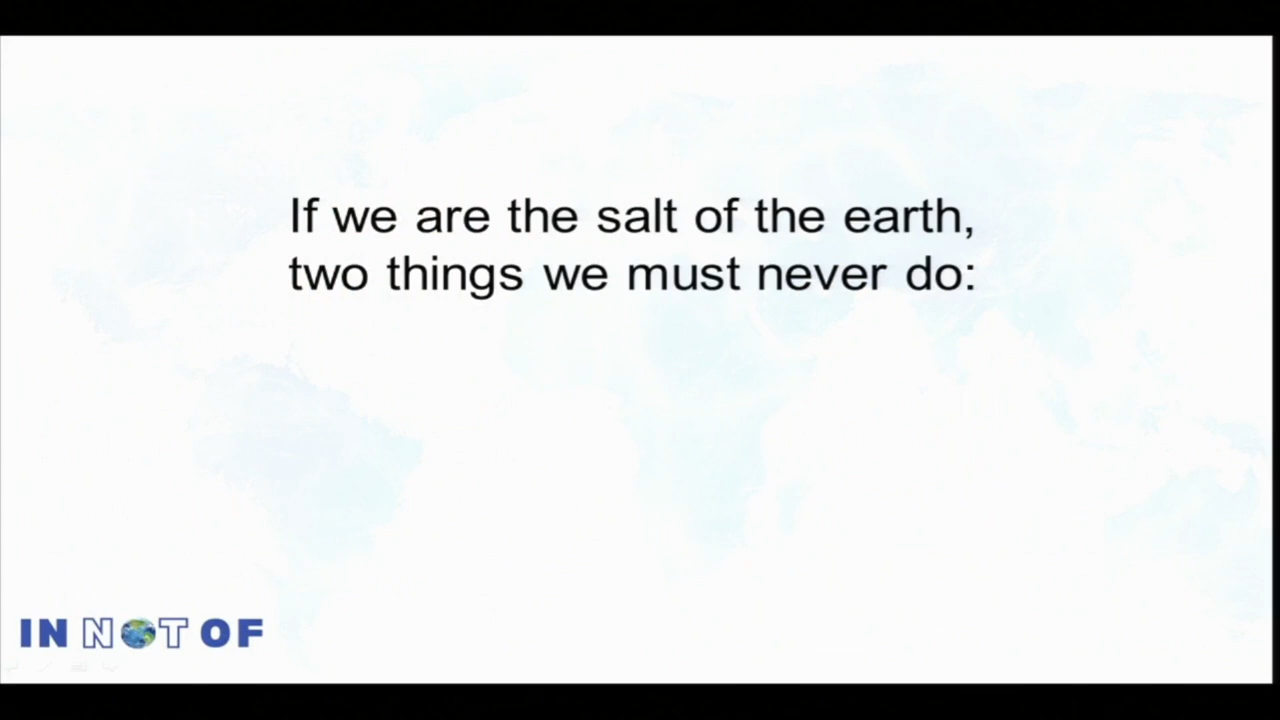 If we are the salt of the earth,
two things we must never do:
IN NOT OF